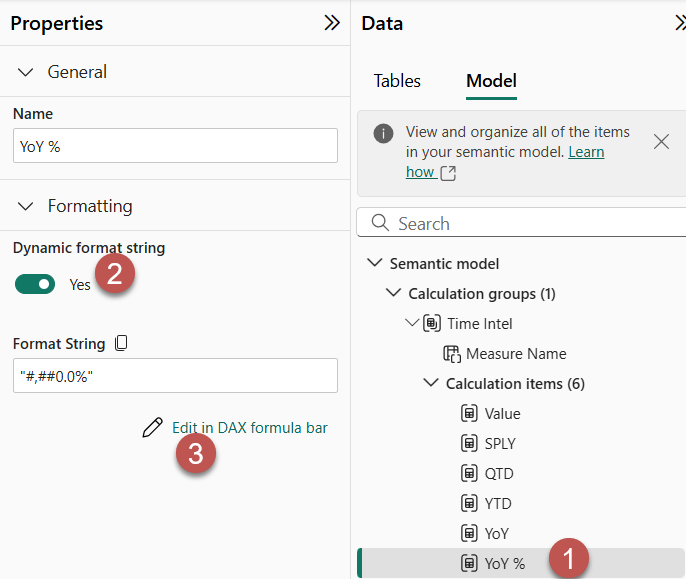 Properties
General
Name
YoY %
Formatting
Dynamic format string
Yes
2
Format String
"#,##0.0%"
Edit in DAX formula bar
3
Data
Tables Model
View and organize all of the items
in your semantic model. Learn
how
Search
Semantic model
Calculation groups (1)
Time Intel
Measure Name
Calculation items (6)
Value
SPLY
QTD
YTD
YoY
YoY %
1